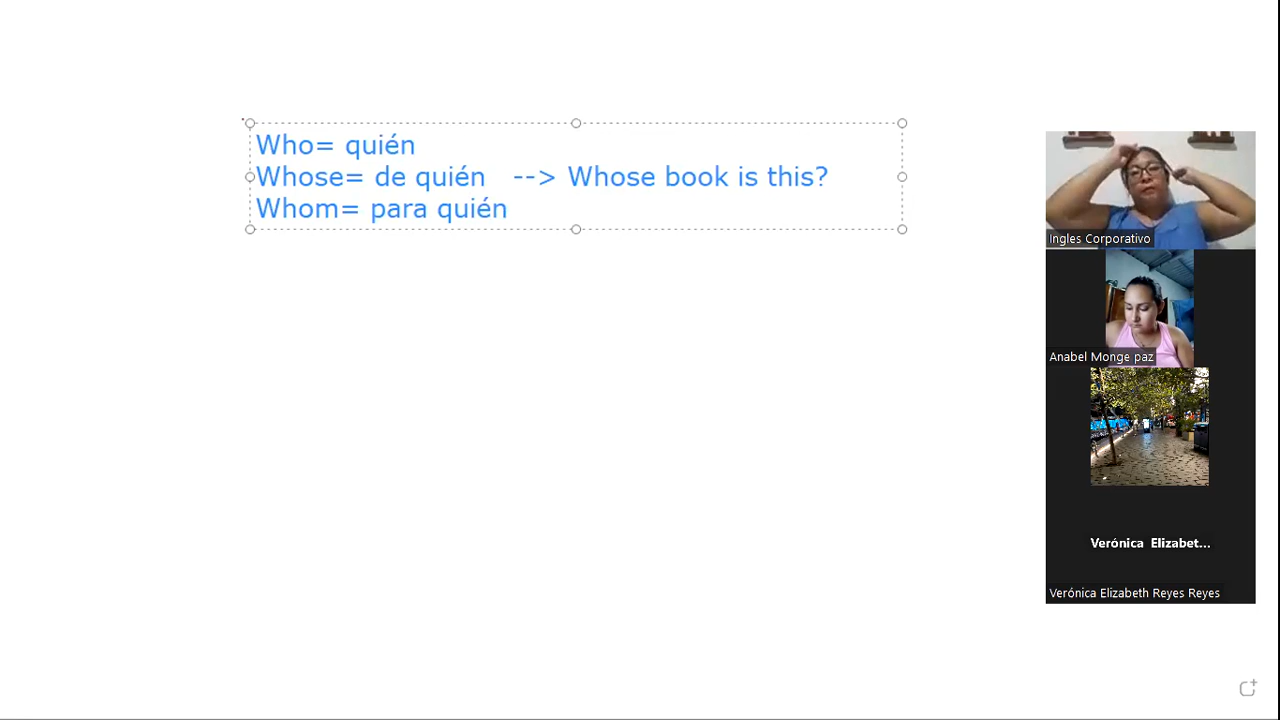 Who= quién
Whose= de quién --> Whose book is this?
Whom= para quién
Ingles Corporativo
Anabel Monge paz
Verónica Elizabet...
Verónica Elizabeth Reyes Reyes